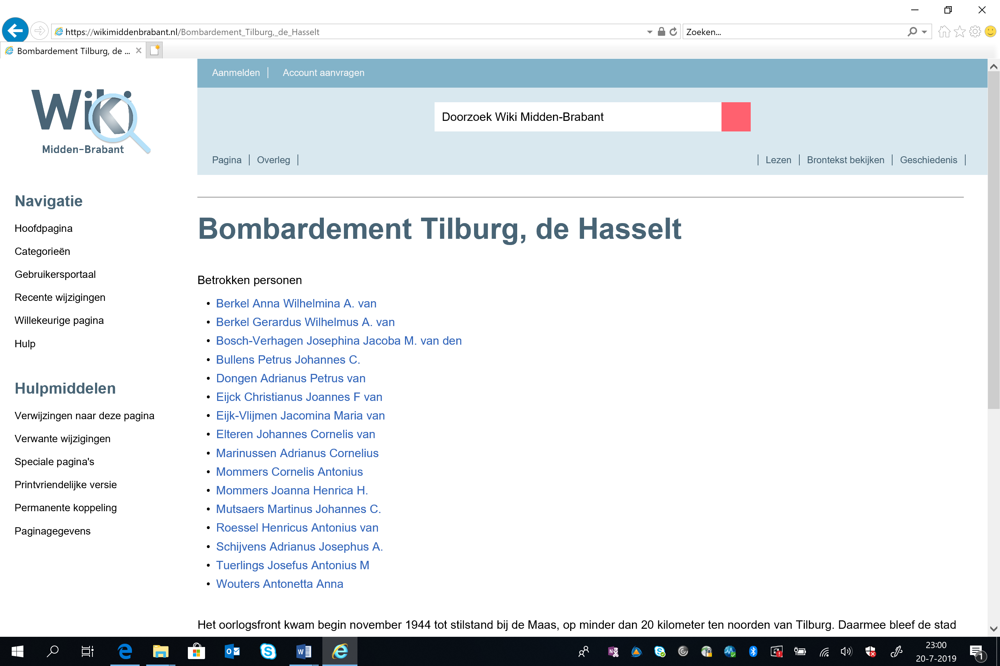 https://wikimiddenbrabant.nl/Bombardement_Tilburg,_de_Hasselt
Zoeken...
Bombardement Tilburg, de ...
Aanmelden
Account aanvragen
Wiki
Midden-Brabant
Doorzoek Wiki Midden-Brabant
Pagina
Overleg
Lezen
Brontekst bekijken
Geschiedenis
Navigatie
Hoofdpagina
Categorieën
Gebruikersportaal
Recente wijzigingen
Willekeurige pagina
Hulp
Hulpmiddelen
Verwijzingen naar deze pagina
Verwante wijzigingen
Speciale pagina's
Printvriendelijke versie
Permanente koppeling
Paginagegevens
Bombardement Tilburg, de Hasselt
Betrokken personen
• Berkel Anna Wilhelmina A. van
• Berkel Gerardus Wilhelmus A. van
• Bosch-Verhagen Josephina Jacoba M. van den
• Bullens Petrus Johannes C.
• Dongen Adrianus Petrus van
• Eijck Christianus Joannes F van
• Eijk-Vlijmen Jacomina Maria van
• Elteren Johannes Cornelis van
• Marinussen Adrianus Cornelius
• Mommers Cornelis Antonius
• Mommers Joanna Henrica H.
• Mutsaers Martinus Johannes C.
• Roessel Henricus Antonius van
• Schijvens Adrianus Josephus A.
• Tuerlings Josefus Antonius M
• Wouters Antonetta Anna
Het oorlogsfront kwam begin november 1944 tot stilstand bij de Maas, op minder dan 20 kilometer ten noorden van Tilburg. Daarmee bleef de stad
23:00
20-7-2019
1